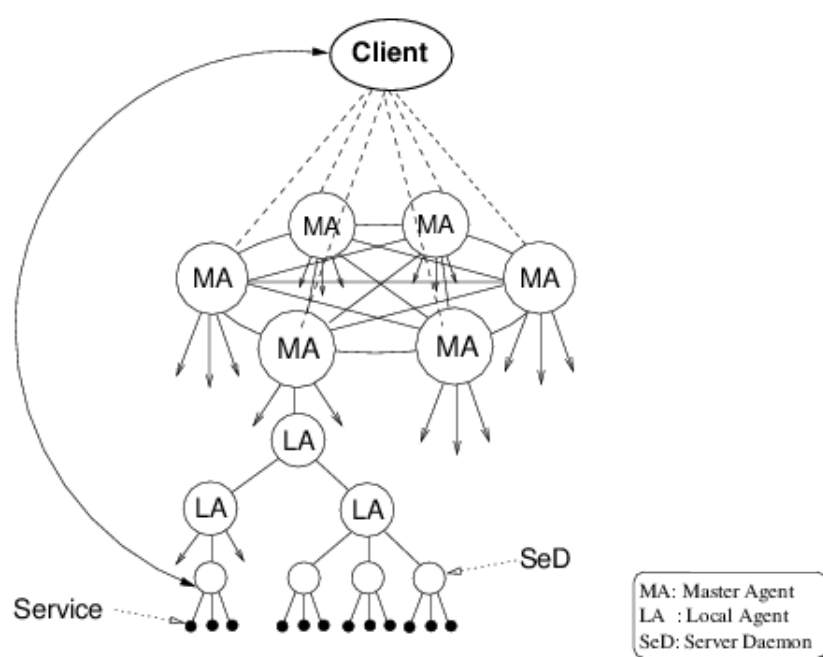 Client
MA
MA
MA
MA
MA
MA
LA
LA
LA
SeD
Service
MA: Master Agent
LA : Local Agent
SeD: Server Daemon